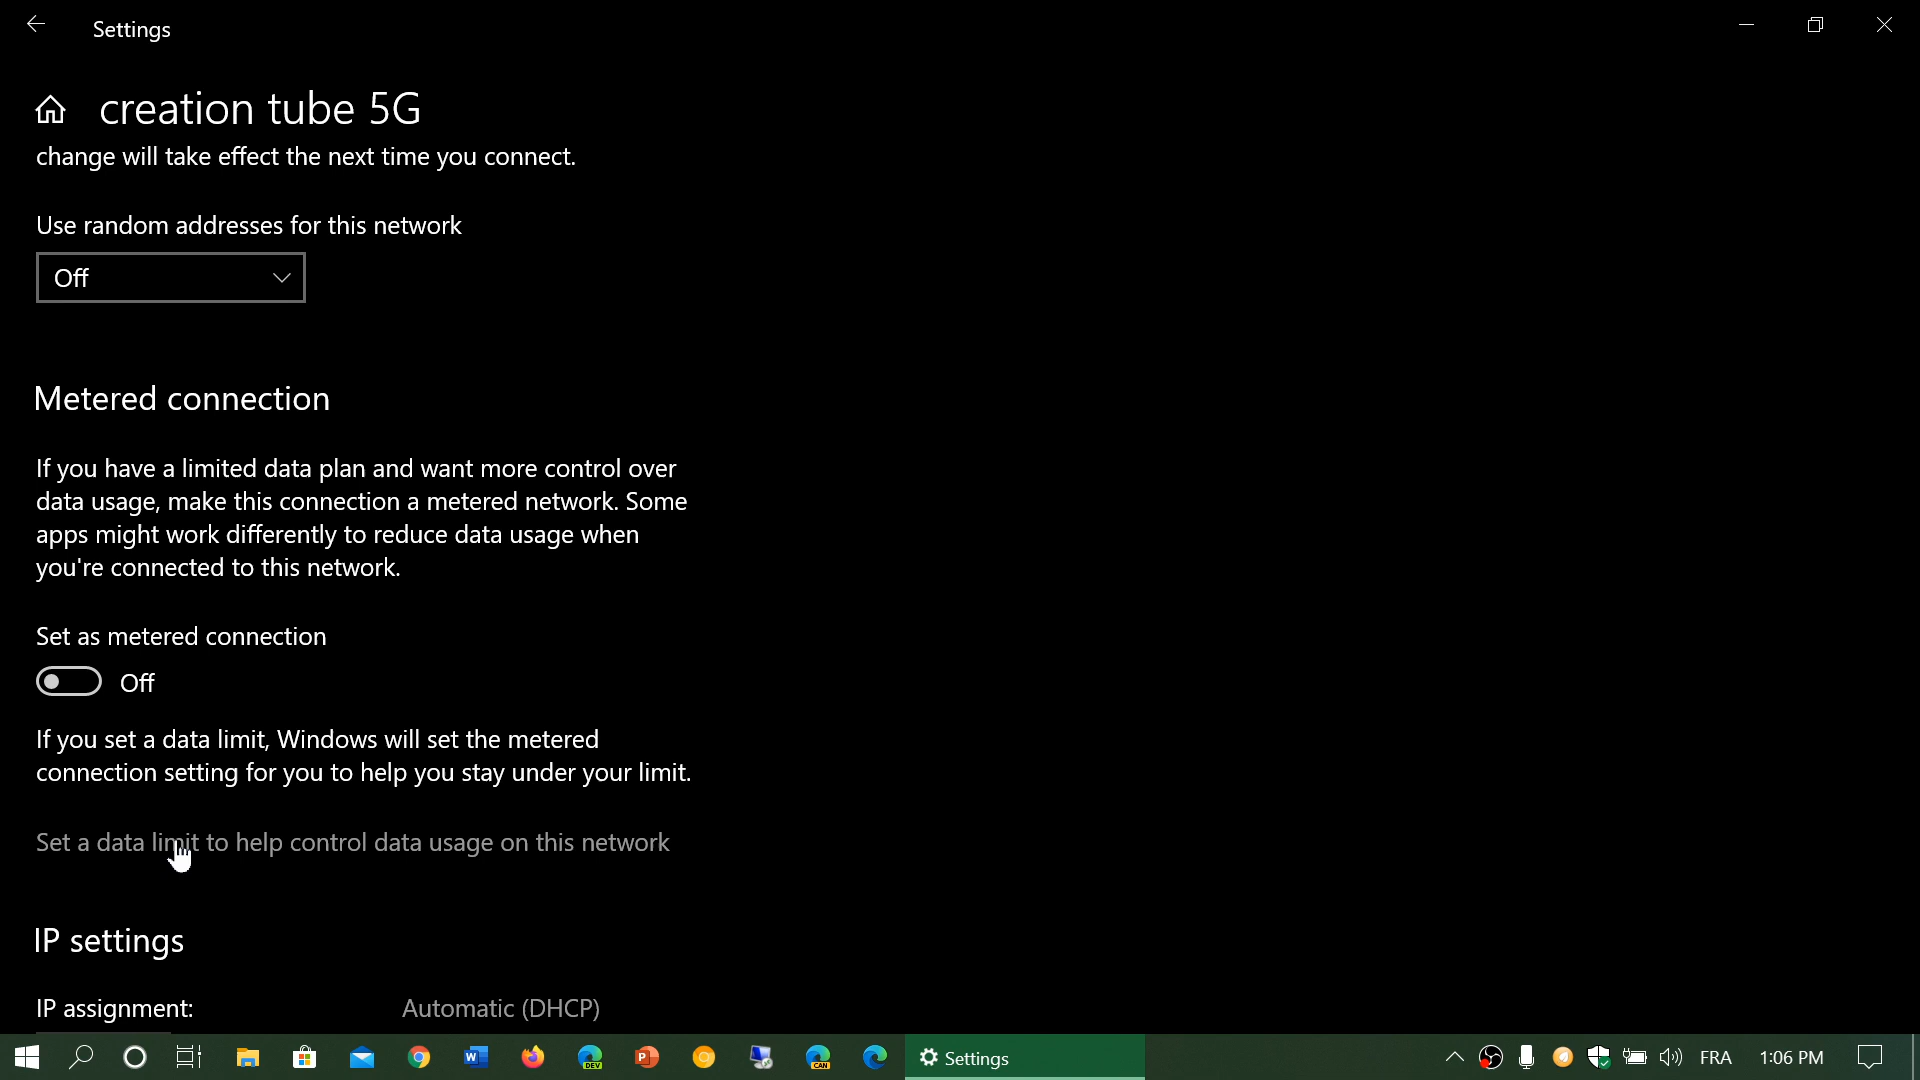 Settings
creation tube 5G
change will take effect the next time you connect.
Use random addresses for this network
Off
Metered connection
If you have a limited data plan and want more control over
data usage, make this connection a metered network. Some
apps might work differently to reduce data usage when
you're connected to this network.
Set as metered connection
Off
If you set a data limit, Windows will set the metered
connection setting for you to help you stay under your limit.
Set a data limit to help control data usage on this network
IP settings
IP assignment: Automatic (DHCP)
W DEV P CAN Settings FRA 1:06 PM